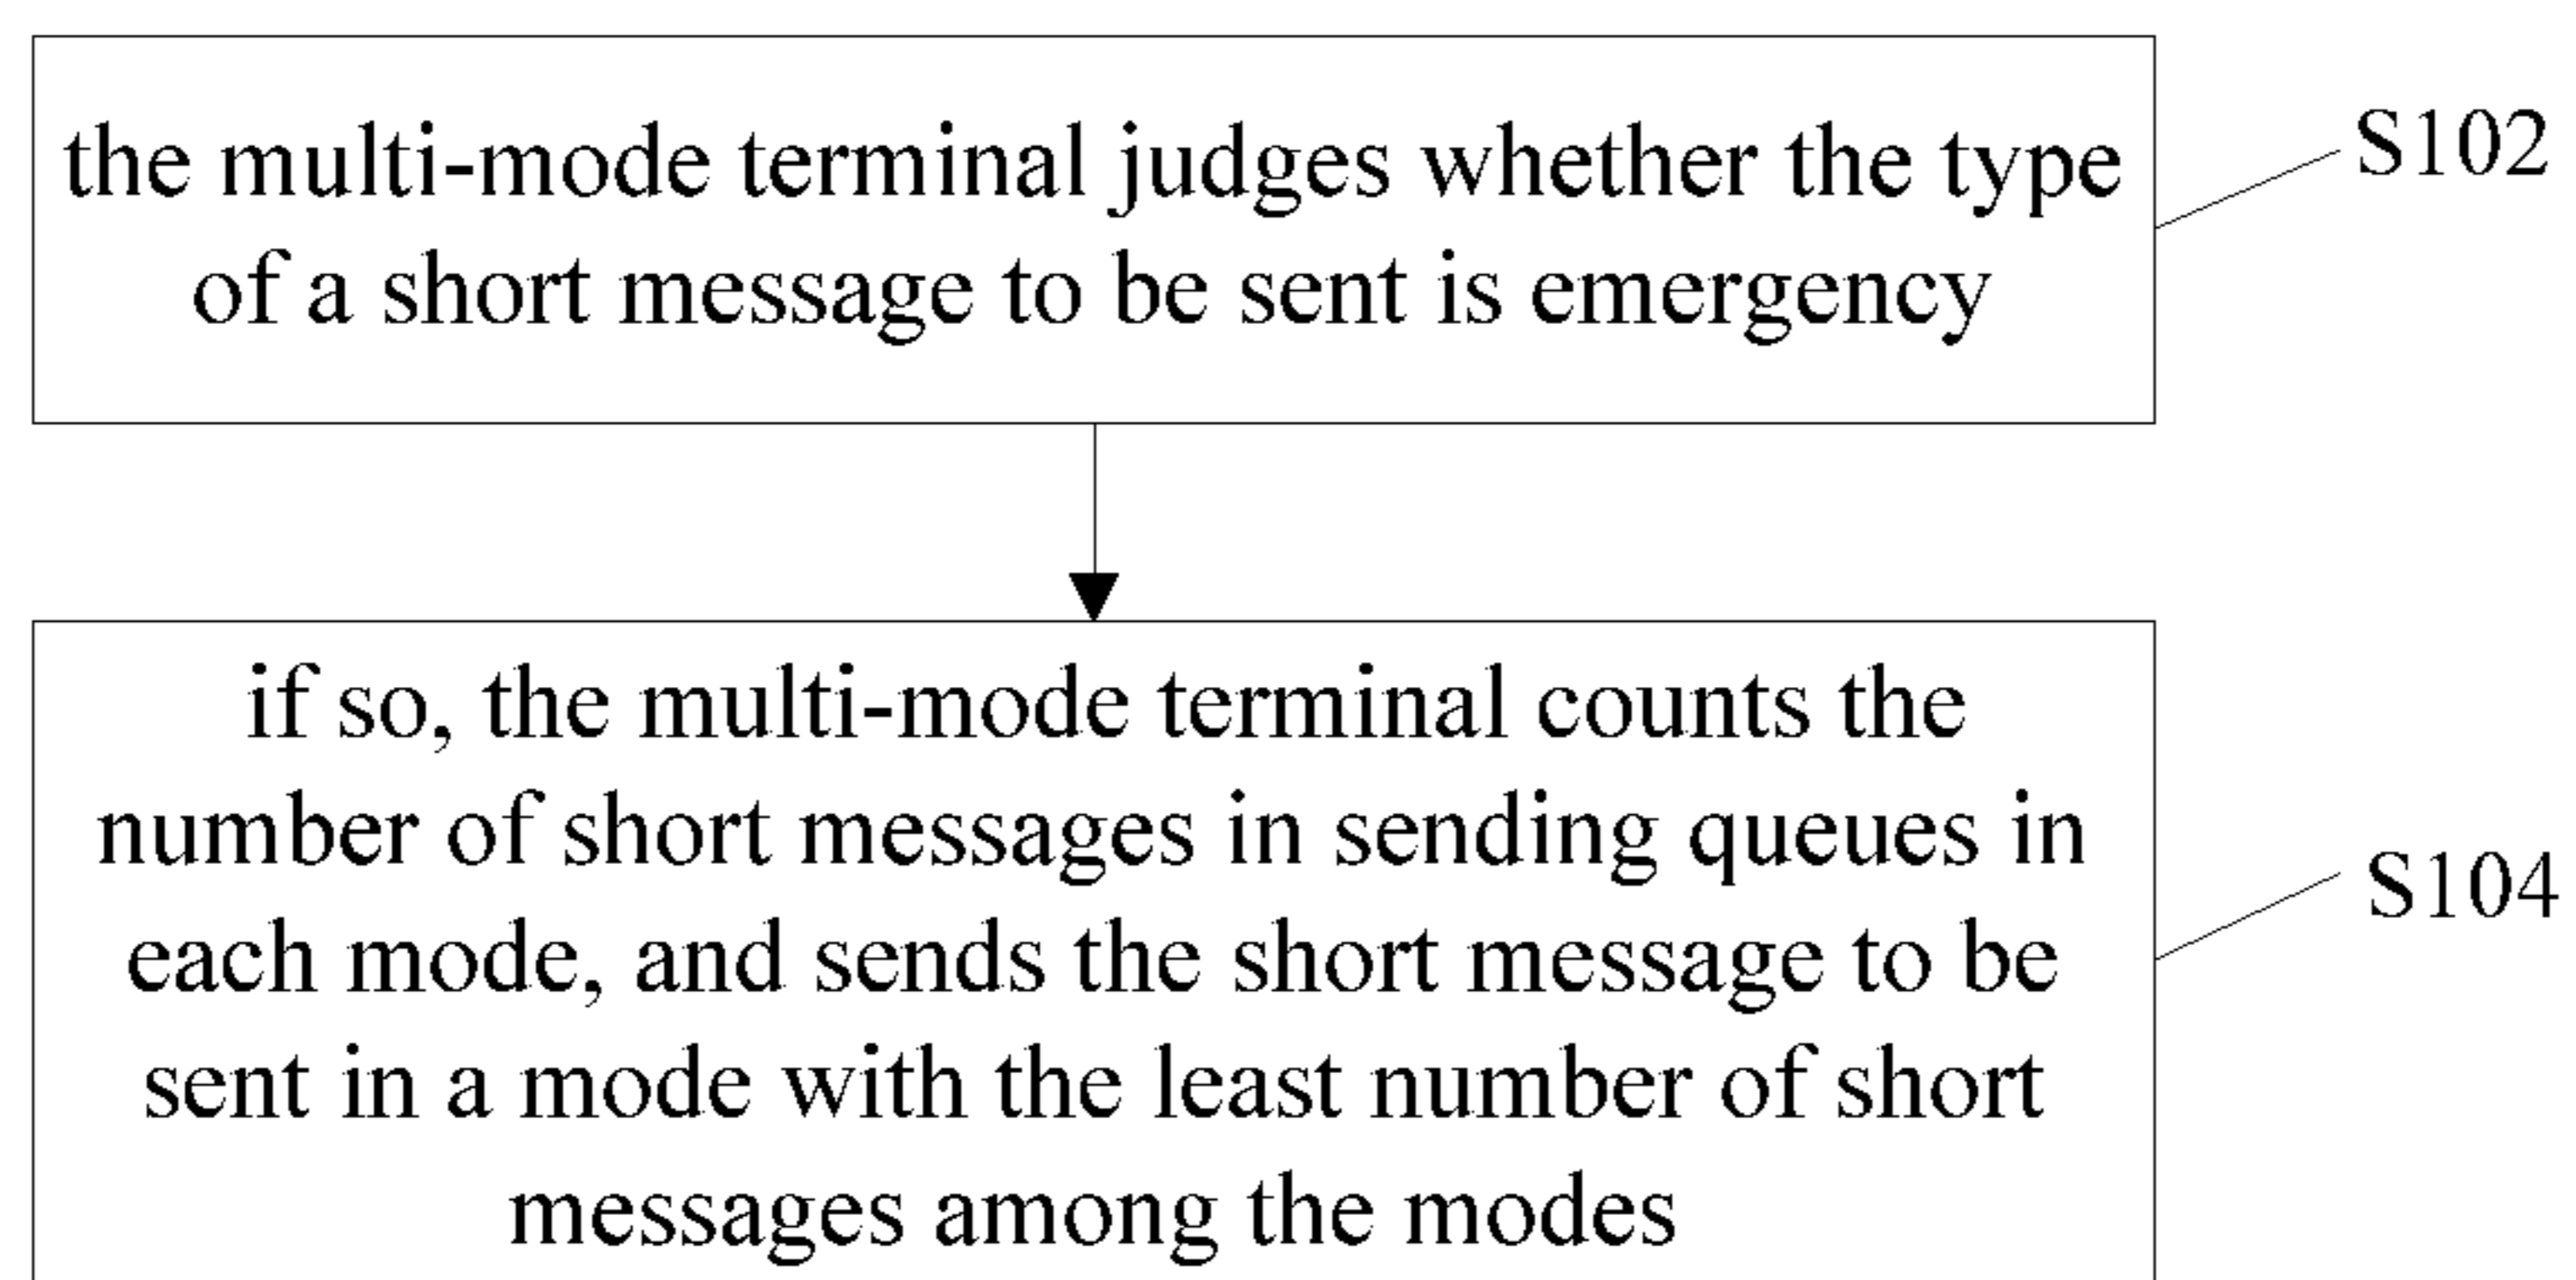 the multi-mode terminal judges whether the type
of a short message to be sent is emergency
S102
if so, the multi-mode terminal counts the
number of short messages in sending queues in
each mode, and sends the short message to be
sent in a mode with the least number of short
messages among the modes
S104